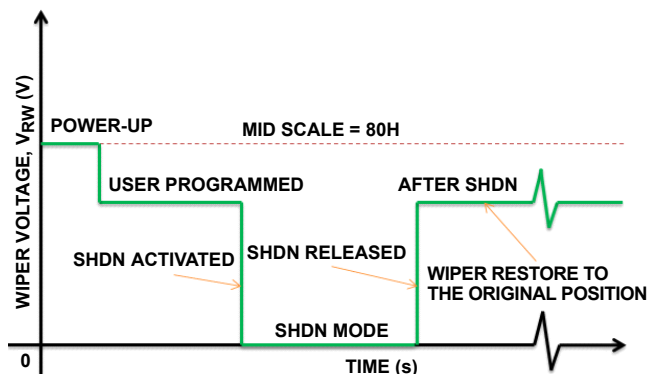 WIPER VOLTAGE, VRW (V)
POWER-UP
MID SCALE = 80H
USER PROGRAMMED
AFTER SHDN
SHDN ACTIVATED
SHDN RELEASED
WIPER RESTORE TO
THE ORIGINAL POSITION
SHDN MODE
0
TIME (s)